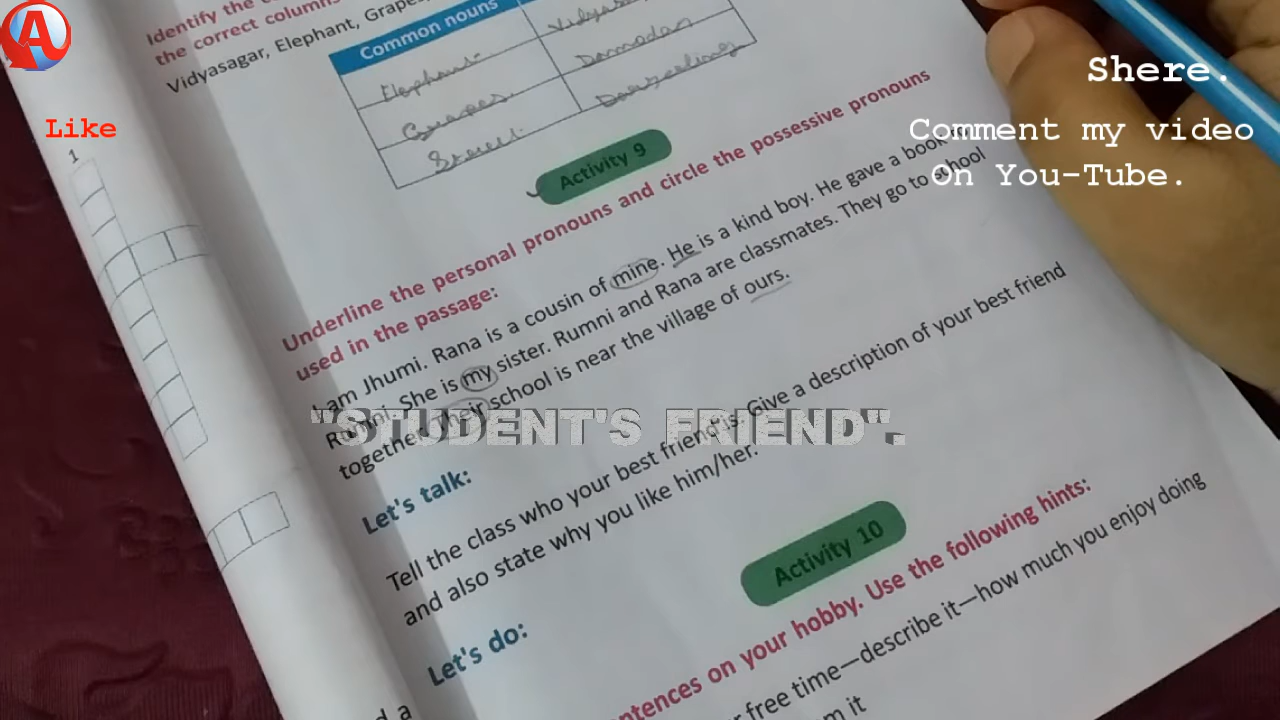 A
Like
Shere.
Comment my video
On You-Tube.
Identify the
the correct columns
Vidyasagar, Elephant, Grapes,
Common nouns
Elephant
Grapes.
Damodar
Activity 9
Underline the personal pronouns and circle the possessive pronouns
used in the passage:
I am Jhumi. Rana is a cousin of mine. He is a kind boy. He gave a book
Rumni. She is my sister. Rumni and Rana are classmates. They go to school
together. Their school is near the village of ours.
"STUDENT'S FRIEND".
Let's talk:
Tell the class who your best friend is. Give a description of your best friend
and also state why you like him/her.
Activity 10
Let's do:
sentences on your hobby. Use the following hints:
free time—describe it—how much you enjoy doing
it
1